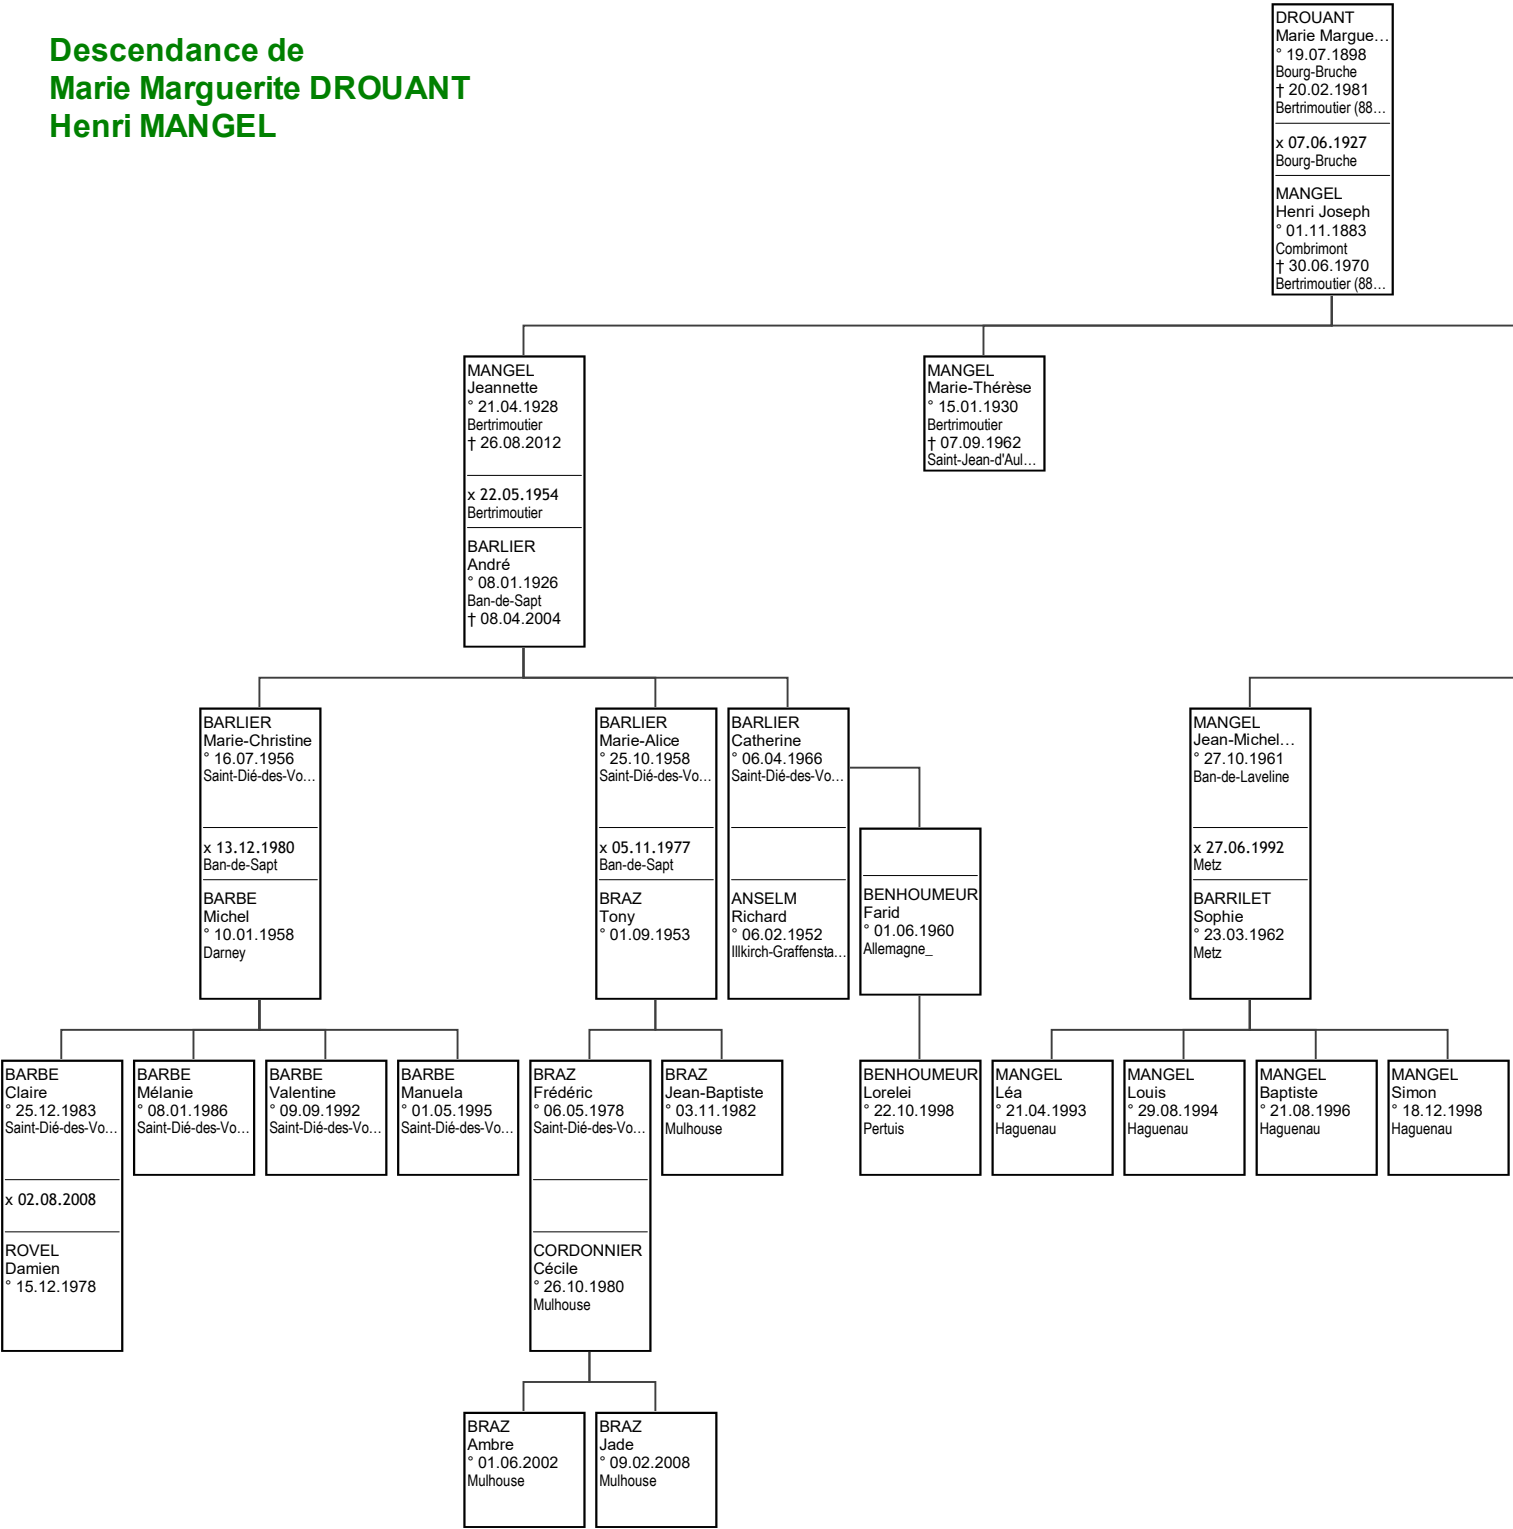 Descendance de
Marie Marguerite DROUANT
Henri MANGEL
DROUANT
Marie Margue...
° 19.07.1898
Bourg-Bruche
† 20.02.1981
Bertrimoutier (88...
x 07.06.1927
Bourg-Bruche
MANGEL
Henri Joseph
° 01.11.1883
Combrimont
† 30.06.1970
Bertrimoutier (88...
MANGEL
Jeannette
° 21.04.1928
Bertrimoutier
† 26.08.2012
x 22.05.1954
Bertrimoutier
BARLIER
André
° 08.01.1926
Ban-de-Sapt
† 08.04.2004
MANGEL
Marie-Thérèse
° 15.01.1930
Bertrimoutier
† 07.09.1962
Saint-Jean-d'Aul...
BARLIER
Marie-Christine
° 16.07.1956
Saint-Dié-des-Vo...
x 13.12.1980
Ban-de-Sapt
BARBE
Michel
° 10.01.1958
Darney
BARLIER
Marie-Alice
° 25.10.1958
Saint-Dié-des-Vo...
x 05.11.1977
Ban-de-Sapt
BRAZ
Tony
° 01.09.1953
BARLIER
Catherine
° 06.04.1966
Saint-Dié-des-Vo...
ANSELM
Richard
° 06.02.1952
Illkirch-Graffensta...
BENHOUMEUR
Farid
° 01.06.1960
Allemagne_
MANGEL
Jean-Michel...
° 27.10.1961
Ban-de-Laveline
x 27.06.1992
Metz
BARRILET
Sophie
° 23.03.1962
Metz
BARBE
Claire
° 25.12.1983
Saint-Dié-des-Vo...
x 02.08.2008
ROVEL
Damien
° 15.12.1978
BARBE
Mélanie
° 08.01.1986
Saint-Dié-des-Vo...
BARBE
Valentine
° 09.09.1992
Saint-Dié-des-Vo...
BARBE
Manuela
° 01.05.1995
Saint-Dié-des-Vo...
BRAZ
Frédéric
° 06.05.1978
Saint-Dié-des-Vo...
CORDONNIER
Cécile
° 26.10.1980
Mulhouse
BRAZ
Jean-Baptiste
° 03.11.1982
Mulhouse
BENHOUMEUR
Lorelei
° 22.10.1998
Pertuis
MANGEL
Léa
° 21.04.1993
Haguenau
MANGEL
Louis
° 29.08.1994
Haguenau
MANGEL
Baptiste
° 21.08.1996
Haguenau
MANGEL
Simon
° 18.12.1998
Haguenau
BRAZ
Ambre
° 01.06.2002
Mulhouse
BRAZ
Jade
° 09.02.2008
Mulhouse